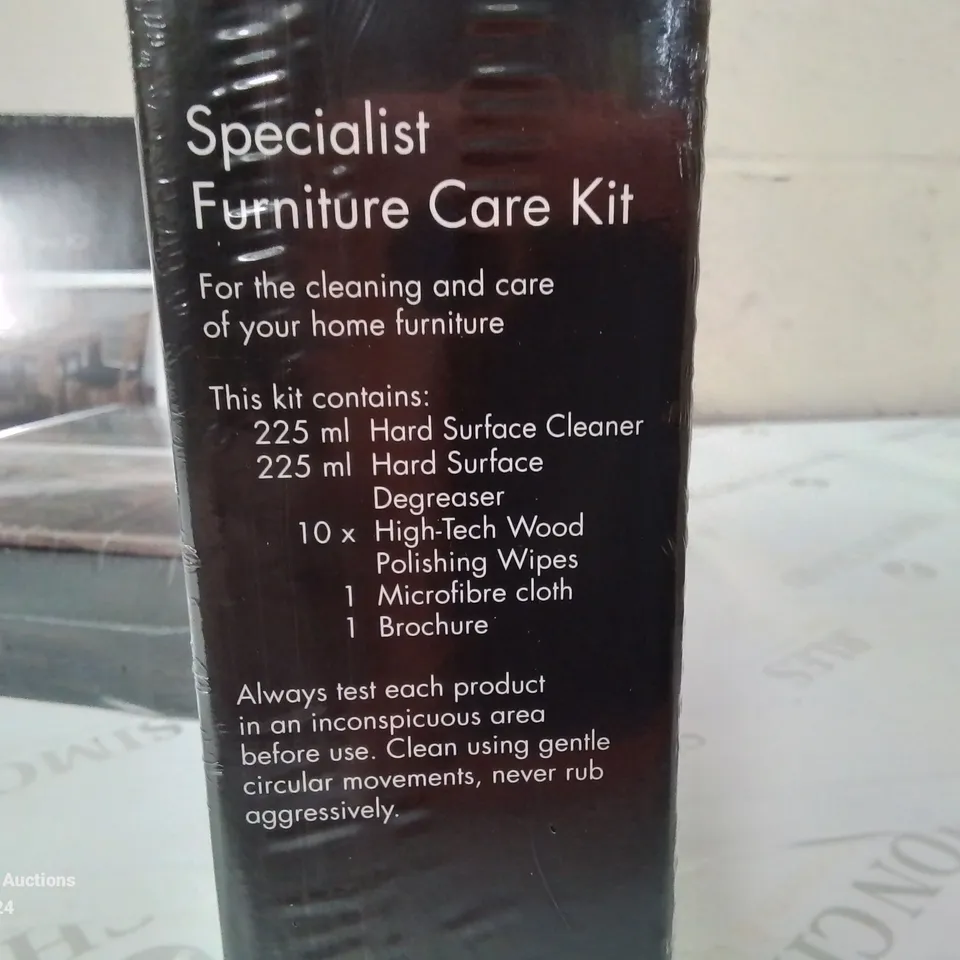 Specialist
Furniture Care Kit
For the cleaning and care
of your home furniture
This kit contains:
225 ml Hard Surface Cleaner
225 ml Hard Surface
Degreaser
10 x High-Tech Wood
Polishing Wipes
1 Microfibre cloth
1 Brochure
Always test each product
in an inconspicuous area
before use. Clean using gentle
circular movements, never rub
aggressively.
Auctions
24